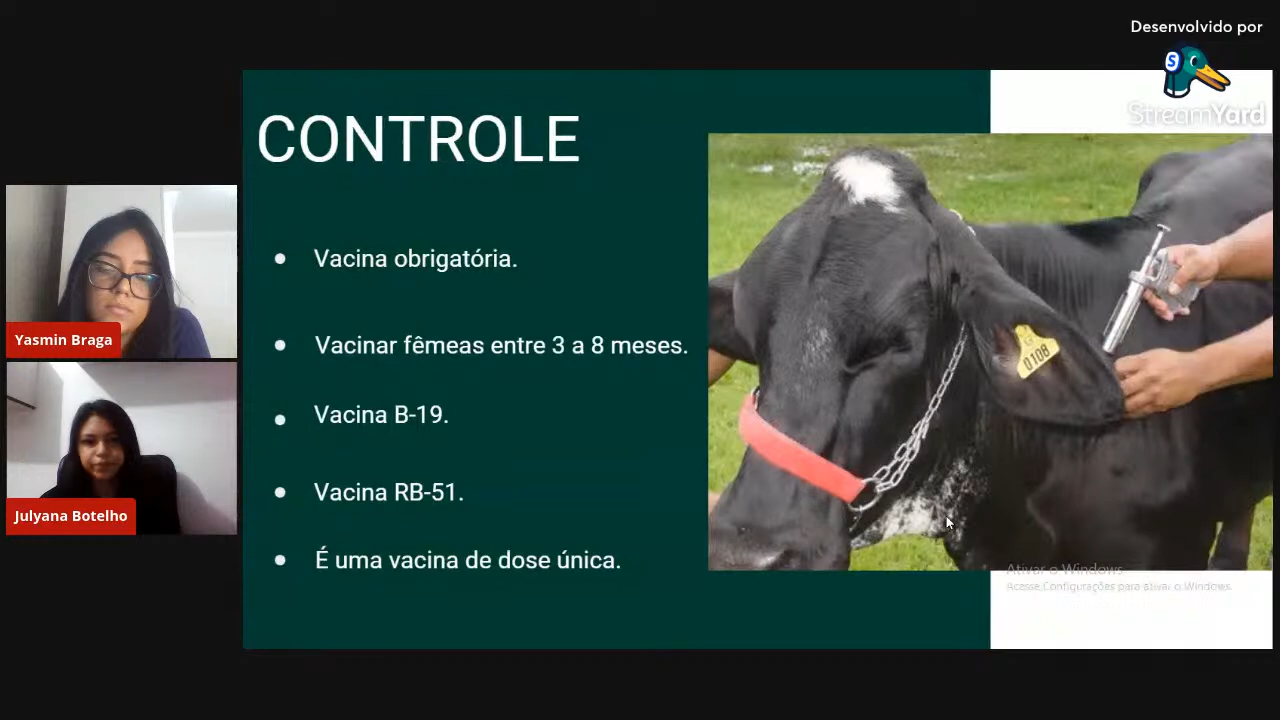 Desenvolvido por
StreamYard
CONTROLE
Vacina obrigatória.
Vacinar fêmeas entre 3 a 8 meses.
Vacina B-19.
Vacina RB-51.
É uma vacina de dose única.
0108
Yasmin Braga
Julyana Botelho
Ativar o Windows
Acesse Configurações para ativar o Windows.